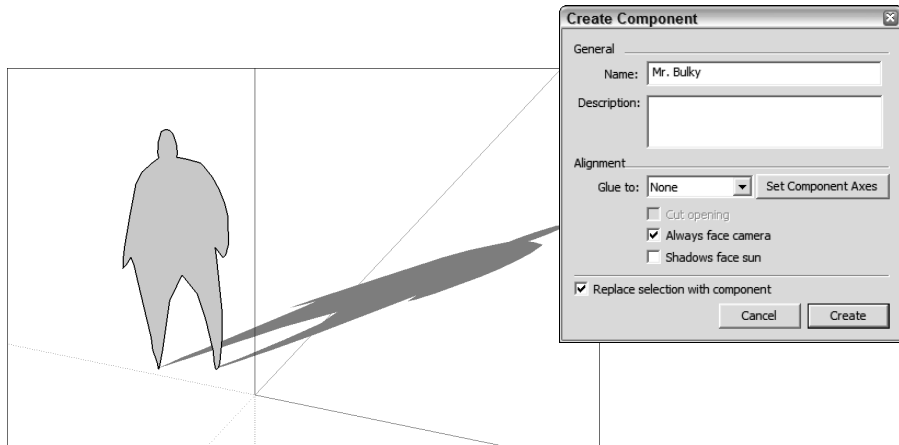 Create Component
General
Name: Mr. Bulky
Description:
Alignment
Glue to: None Set Component Axes
Cut opening
Always face camera
Shadows face sun
Replace selection with component
Cancel Create